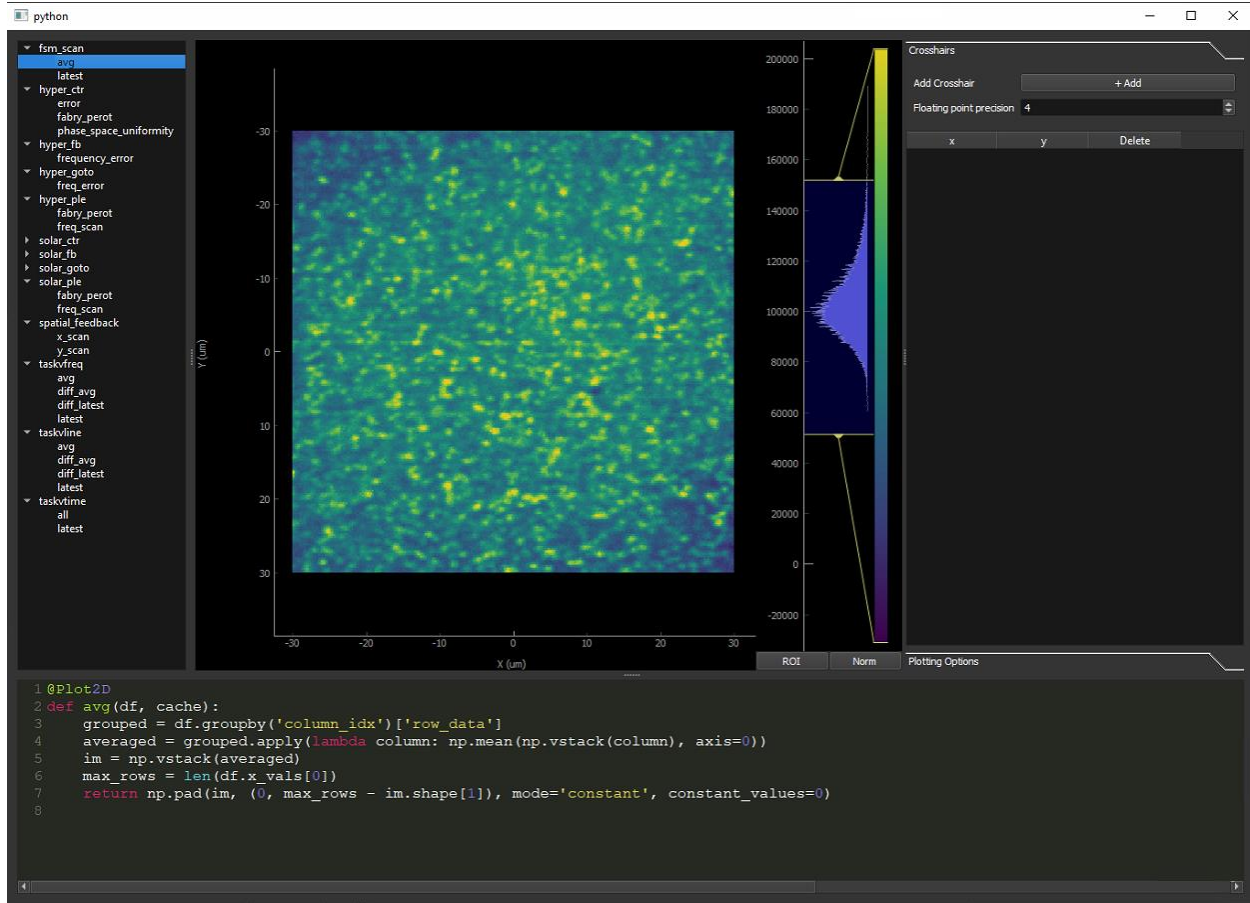 python
fsm_scan
avg
latest
hyper_ctr
error
fabry_perot
phase_space_uniformity
hyper_fb
frequency_error
hyper_goto
freq_error
hyper_ple
fabry_perot
freq_scan
solar_ctr
solar_fb
solar_goto
solar_ple
fabry_perot
freq_scan
spatial_feedback
x_scan
y_scan
taskvfreq
avg
diff_avg
diff_latest
latest
taskvline
avg
diff_avg
diff_latest
latest
taskvtime
all
latest
-30
-20
-10
0
10
20
30
Y (um)
-30
-20
-10
0
10
20
30
X (um)
200000
180000
160000
140000
120000
100000
80000
60000
40000
20000
0
-20000
ROI
Norm
Crosshairs
Add Crosshair
+ Add
Floating point precision
4
x
y
Delete
Plotting Options
1 @Plot2D
2 def avg(df, cache):
3     grouped = df.groupby('column_idx')['row_data']
4     averaged = grouped.apply(lambda column: np.mean(np.vstack(column), axis=0))
5     im = np.vstack(averaged)
6     max_rows = len(df.x_vals[0])
7     return np.pad(im, (0, max_rows - im.shape[1]), mode='constant', constant_values=0)
8